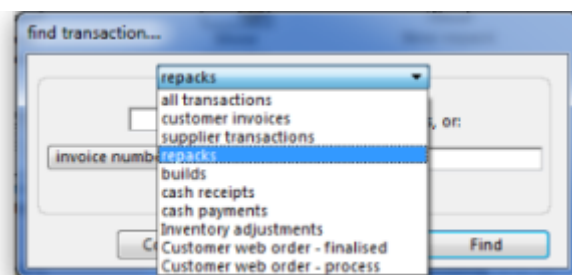 find transaction...
repacks
all transactions
customer invoices
s, or:
supplier transactions
repacks
invoice numb
builds
cash receipts
cash payments
Inventory adjustments
Customer web order - finalised
Find
Customer web order - process